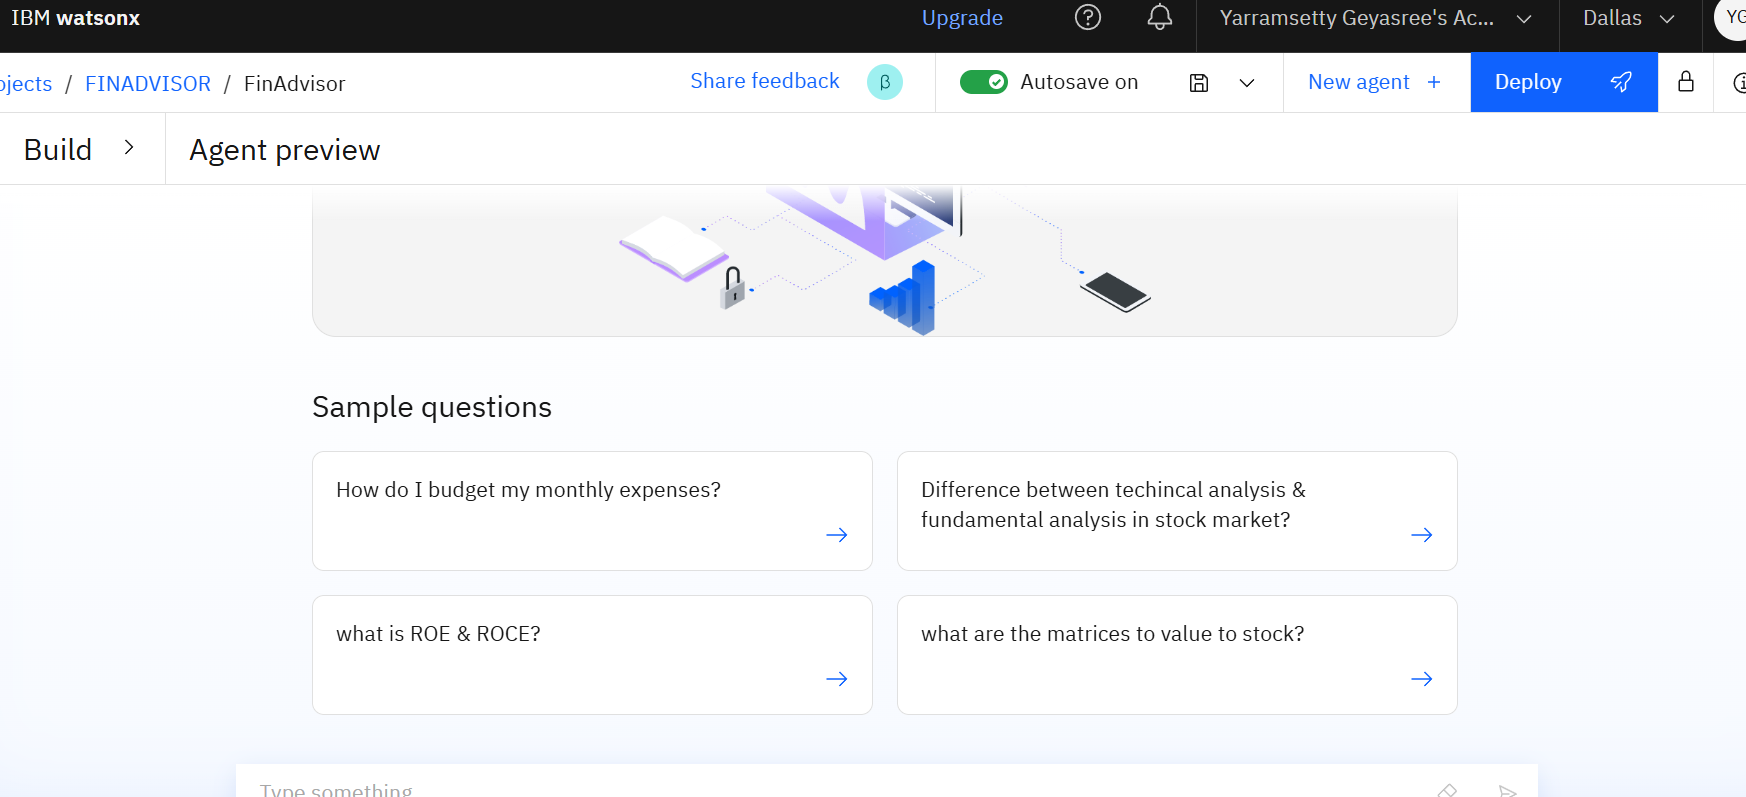 IBM watsonx
Upgrade
Yarramsetty Geyasree's Ac...
Dallas
YG
ojects / FINADVISOR / FinAdvisor
Share feedback
β
Autosave on
New agent +
Deploy
Build
Agent preview
Sample questions
How do I budget my monthly expenses?
Difference between techincal analysis &
fundamental analysis in stock market?
what is ROE & ROCE?
what are the matrices to value to stock?
Type something